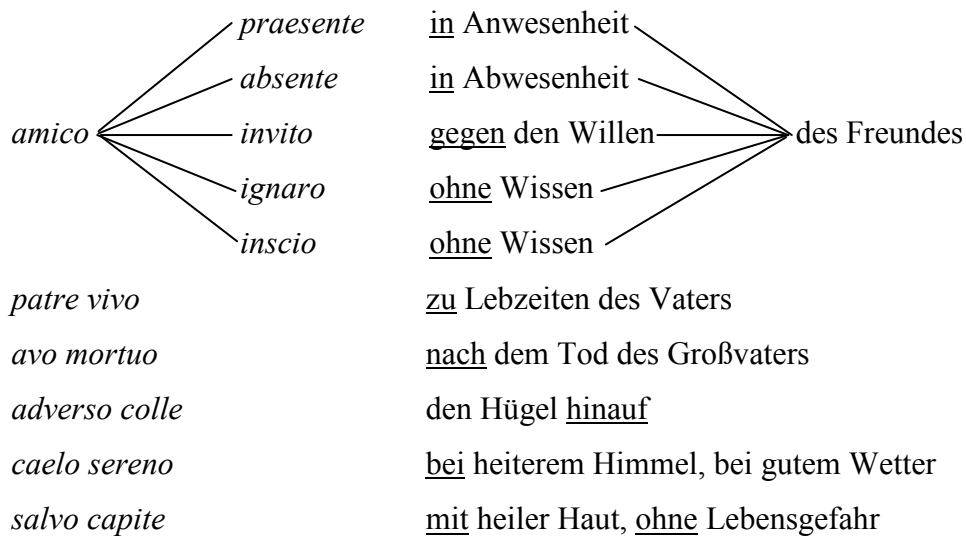 praesente in Anwesenheit
absente in Abwesenheit
amico invito gegen den Willen des Freundes
ignaro ohne Wissen
inscio ohne Wissen
patre vivo zu Lebzeiten des Vaters
avo mortuo nach dem Tod des Großvaters
adverso colle den Hügel hinauf
caelo sereno bei heiterem Himmel, bei gutem Wetter
salvo capite mit heiler Haut, ohne Lebensgefahr